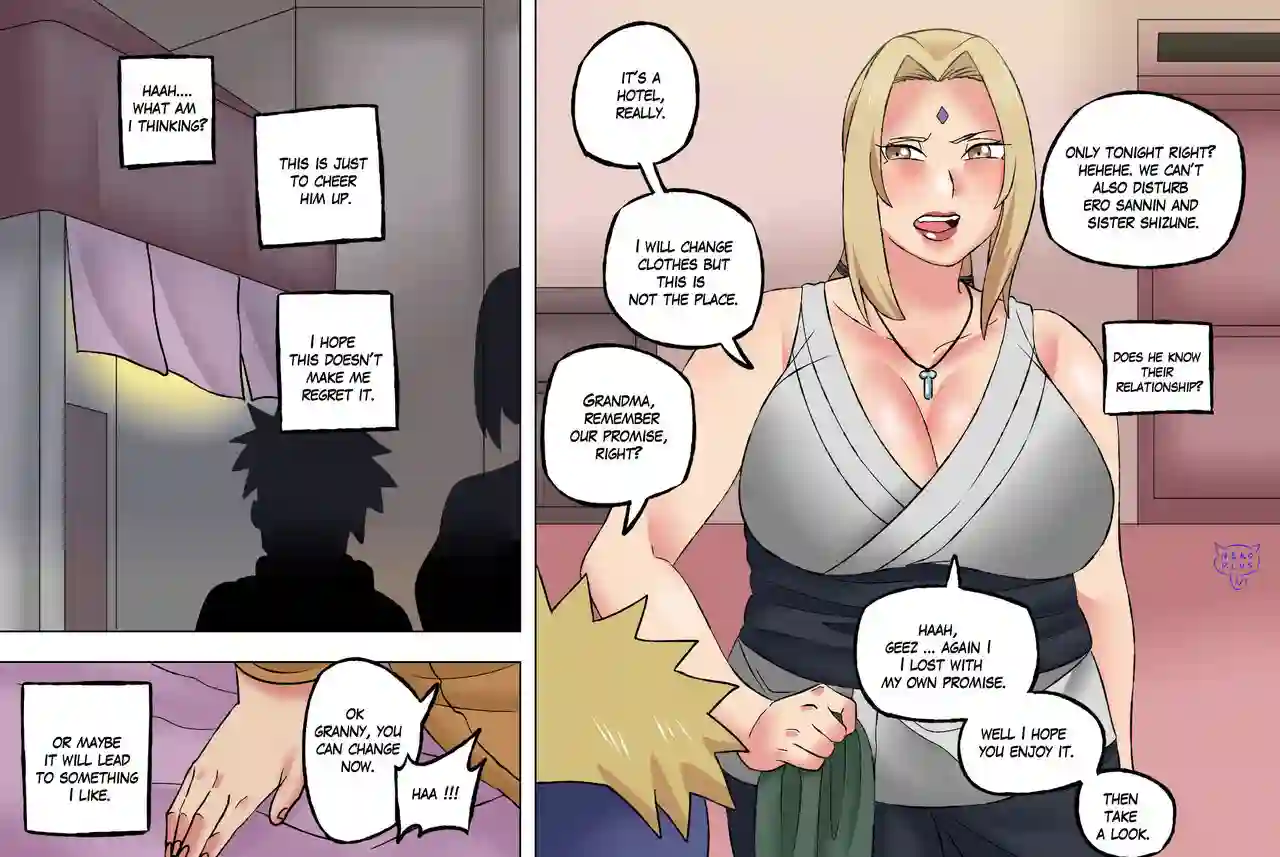 HAAH....
WHAT AM
I THINKING?
THIS IS JUST
TO CHEER
HIM UP.
I HOPE
THIS DOESN'T
MAKE ME
REGRET IT.
OR MAYBE
IT WILL LEAD
TO SOMETHING
I LIKE.
OK
GRANNY, YOU
CAN CHANGE
NOW.
HAA !!!
IT'S A
HOTEL,
REALLY.
I WILL CHANGE
CLOTHES BUT
THIS IS
NOT THE PLACE.
ONLY TONIGHT RIGHT?
HEHEHE. WE CAN'T
ALSO DISTURB
ERO SANNIN AND
SISTER SHIZUNE.
DOES HE KNOW
THEIR
RELATIONSHIP?
GRANDMA,
REMEMBER
OUR PROMISE,
RIGHT?
HAAH,
GEEZ ... AGAIN I
I LOST WITH
MY OWN PROMISE.
WELL I HOPE
YOU ENJOY IT.
THEN
TAKE
A LOOK.